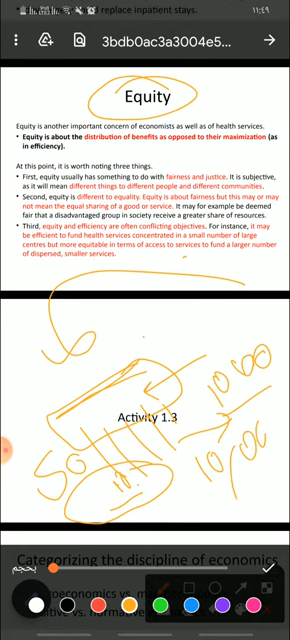 ١١:٤٩
replace inpatient stays.
3bdb0ac3a3004e5...
Equity
Equity is another important concern of economists as well as of health services.
• Equity is about the distribution of benefits as opposed to their maximization (as
in efficiency).
At this point, it is worth noting three things.
• First, equity usually has something to do with fairness and justice. It is subjective,
as it will mean different things to different people and different communities.
• Second, equity is different to equality. Equity is about fairness but this may or may
not mean the equal sharing of a good or service. It may for example be deemed
fair that a disadvantaged group in society receive a greater share of resources.
• Third, equity and efficiency are often conflicting objectives. For instance, it may
be efficient to fund health services concentrated in a small number of large
centres but more equitable in terms of access to services to fund a larger number
of dispersed, smaller services.
Activity 1.3
Categorizing the discipline of economics
بحجم